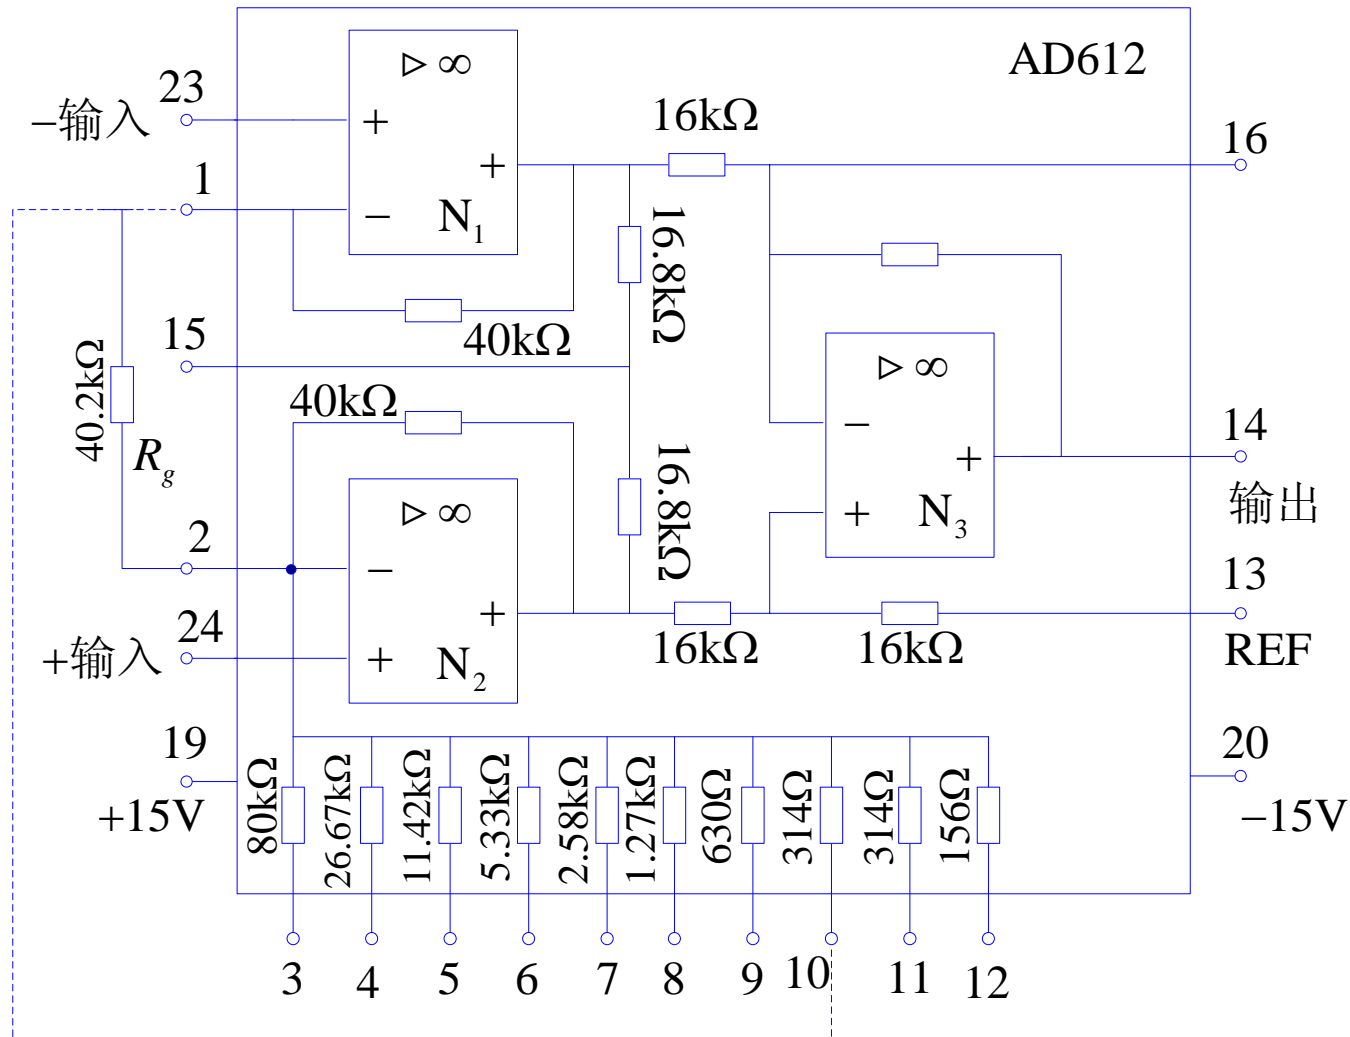 AD612
▷ ∞
23
−输入
+
16kΩ
16
1
+
−
N1
16.8kΩ
15
40kΩ
40.2kΩ
Rg
40kΩ
▷ ∞
−
+
N3
14
输出
16.8kΩ
▷ ∞
2
−
+
24
+输入
+
N2
16kΩ
16kΩ
13
REF
19
+15V
20
−15V
80kΩ
26.67kΩ
11.42kΩ
5.33kΩ
2.58kΩ
1.27kΩ
630Ω
314Ω
314Ω
156Ω
3
4
5
6
7
8
9
10
11
12